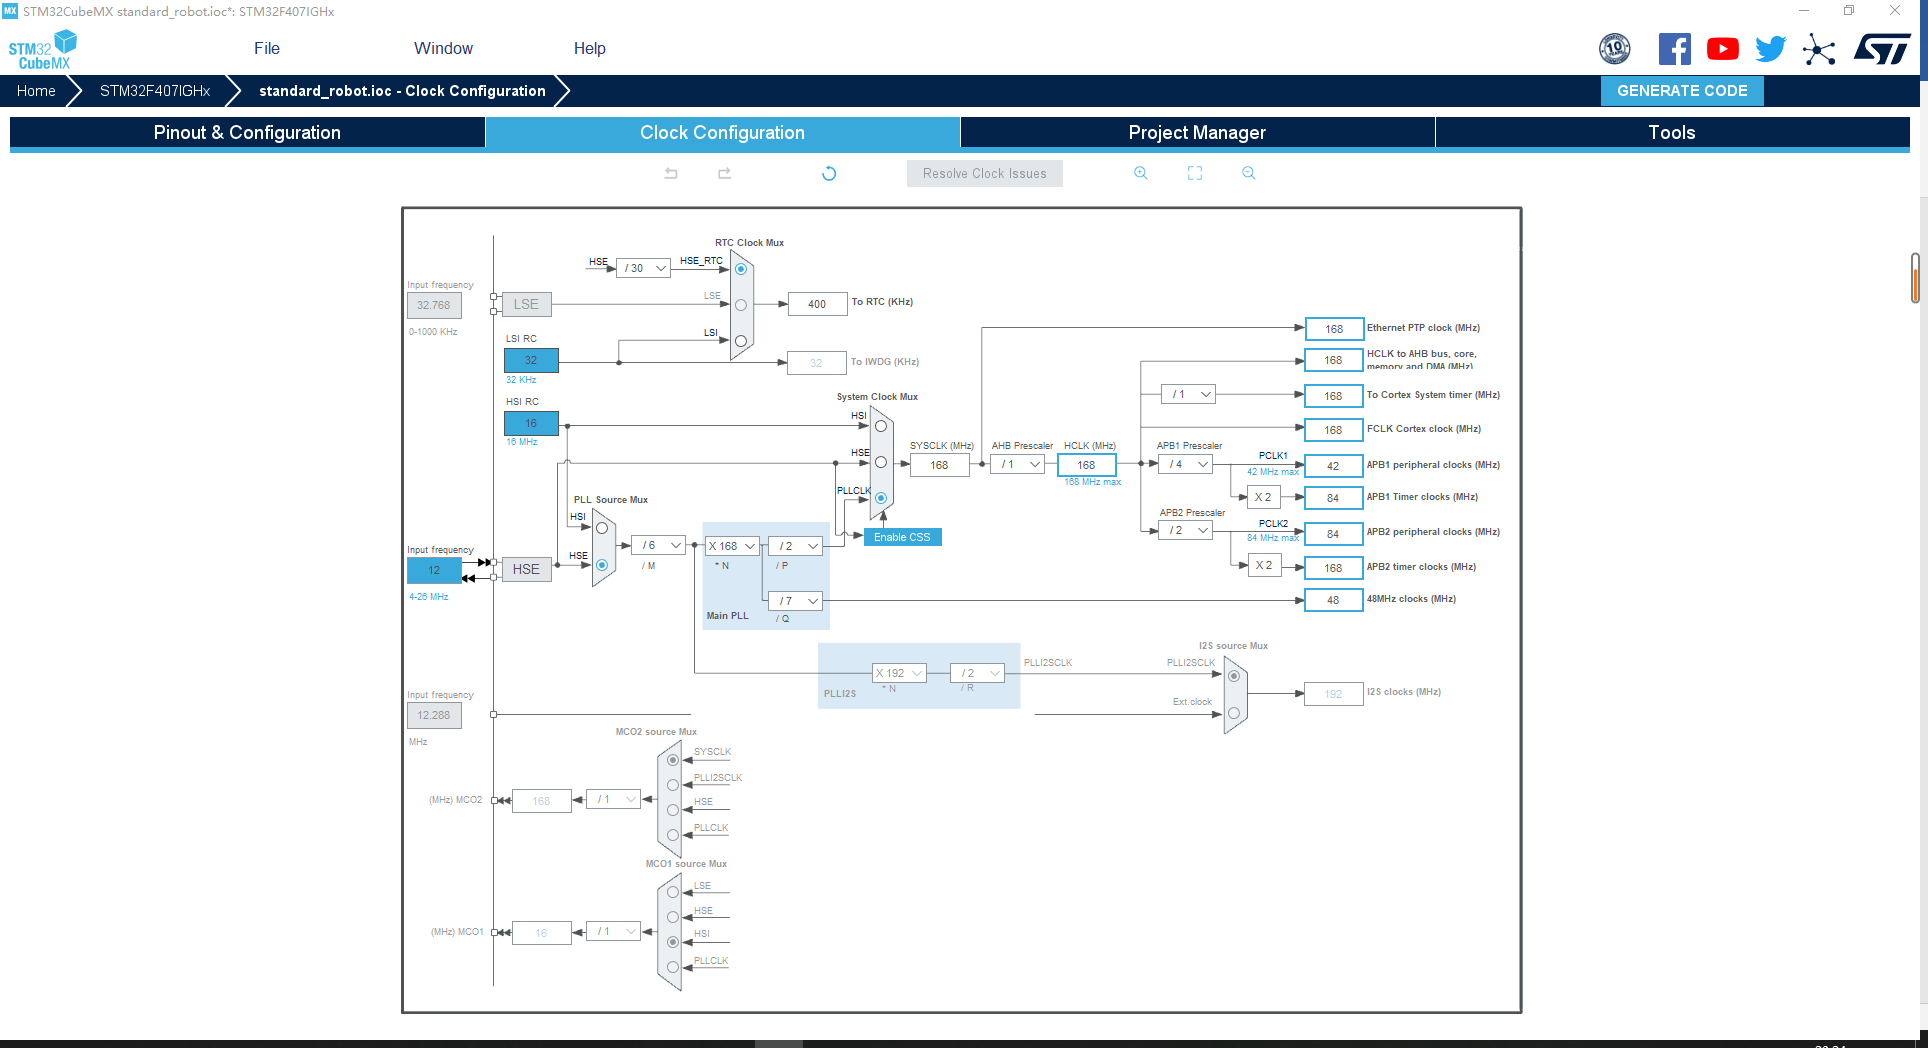 MX STM32CubeMX standard_robot.ioc*: STM32F407IGHx
STM32 CubeMX
File Window Help
10 YEARS
ST
Home STM32F407IGHx standard_robot.ioc - Clock Configuration GENERATE CODE
Pinout & Configuration Clock Configuration Project Manager Tools
Resolve Clock Issues
RTC Clock Mux
HSE / 30 HSE_RTC
Input frequency
32.768
0-1000 KHz
LSE
LSE
400 To RTC (KHz)
LSI RC
LSI
32
32 KHz
32 To IWDG (KHz)
HSI RC
16
16 MHz
System Clock Mux
HSI
HSE
PLLCLK
SYSCLK (MHz)
168
AHB Prescaler
/ 1
HCLK (MHz)
168
168 MHz max
168 Ethernet PTP clock (MHz)
168 HCLK to AHB bus, core,
memory and DMA (MHz)
/ 1 168 To Cortex System timer (MHz)
168 FCLK Cortex clock (MHz)
APB1 Prescaler
/ 4
PCLK1
42 MHz max
42 APB1 peripheral clocks (MHz)
X 2 84 APB1 Timer clocks (MHz)
APB2 Prescaler
/ 2
PCLK2
84 MHz max
84 APB2 peripheral clocks (MHz)
X 2 168 APB2 timer clocks (MHz)
48 48MHz clocks (MHz)
Enable CSS
PLL Source Mux
HSI
HSE
Input frequency
12
4-26 MHz
HSE
/ 6
/ M
X 168
* N
/ 2
/ P
/ 7
/ Q
Main PLL
PLLI2S
X 192
* N
/ 2
/ R
PLLI2SCLK
I2S source Mux
PLLI2SCLK
Ext.clock
192 I2S clocks (MHz)
Input frequency
12.288
MHz
MCO2 source Mux
SYSCLK
PLLI2SCLK
HSE
PLLCLK
(MHz) MCO2 168 / 1
MCO1 source Mux
LSE
HSE
HSI
PLLCLK
(MHz) MCO1 16 / 1